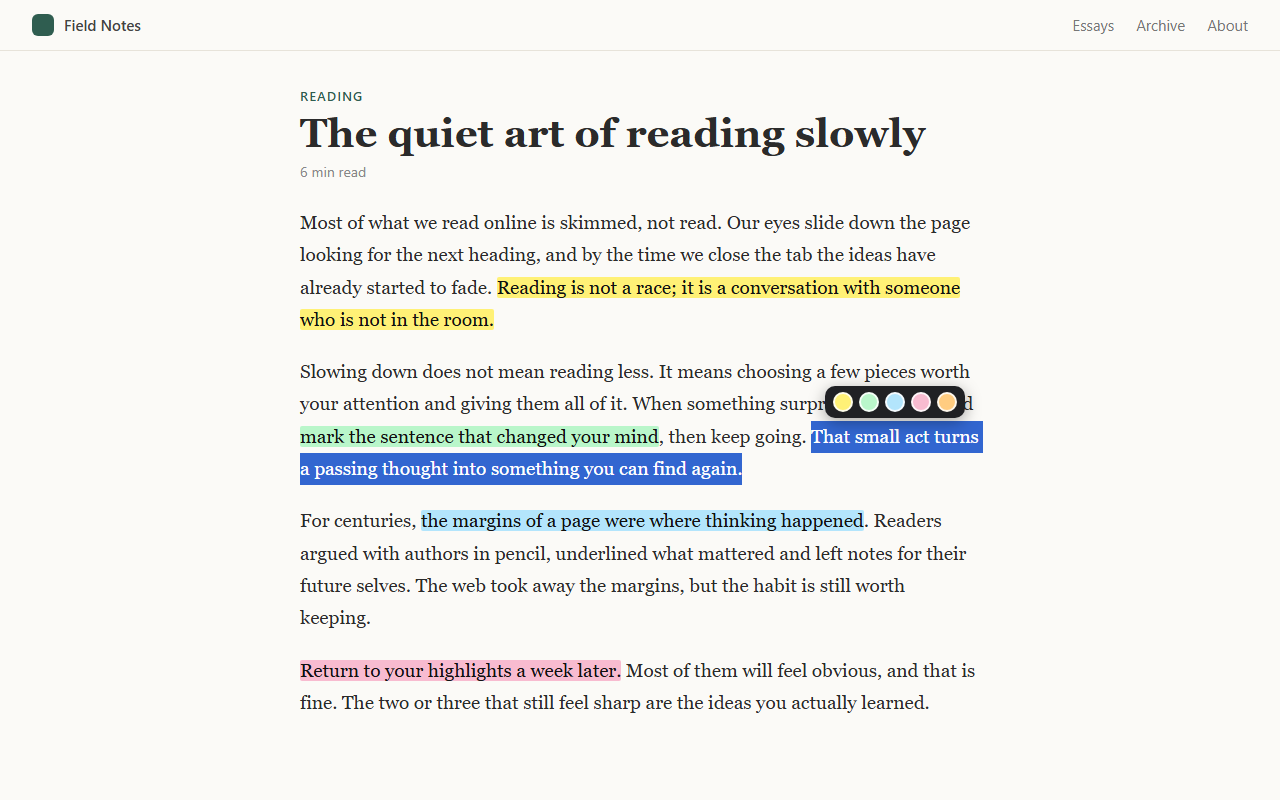 Field Notes
Essays Archive About
READING
The quiet art of reading slowly
6 min read
Most of what we read online is skimmed, not read. Our eyes slide down the page
looking for the next heading, and by the time we close the tab the ideas have
already started to fade. Reading is not a race; it is a conversation with someone
who is not in the room.
Slowing down does not mean reading less. It means choosing a few pieces worth
your attention and giving them all of it. When something
mark the sentence that changed your mind, then keep going. That small act turns
a passing thought into something you can find again.
For centuries, the margins of a page were where thinking happened. Readers
argued with authors in pencil, underlined what mattered and left notes for their
future selves. The web took away the margins, but the habit is still worth
keeping.
Return to your highlights a week later. Most of them will feel obvious, and that is
fine. The two or three that still feel sharp are the ideas you actually learned.